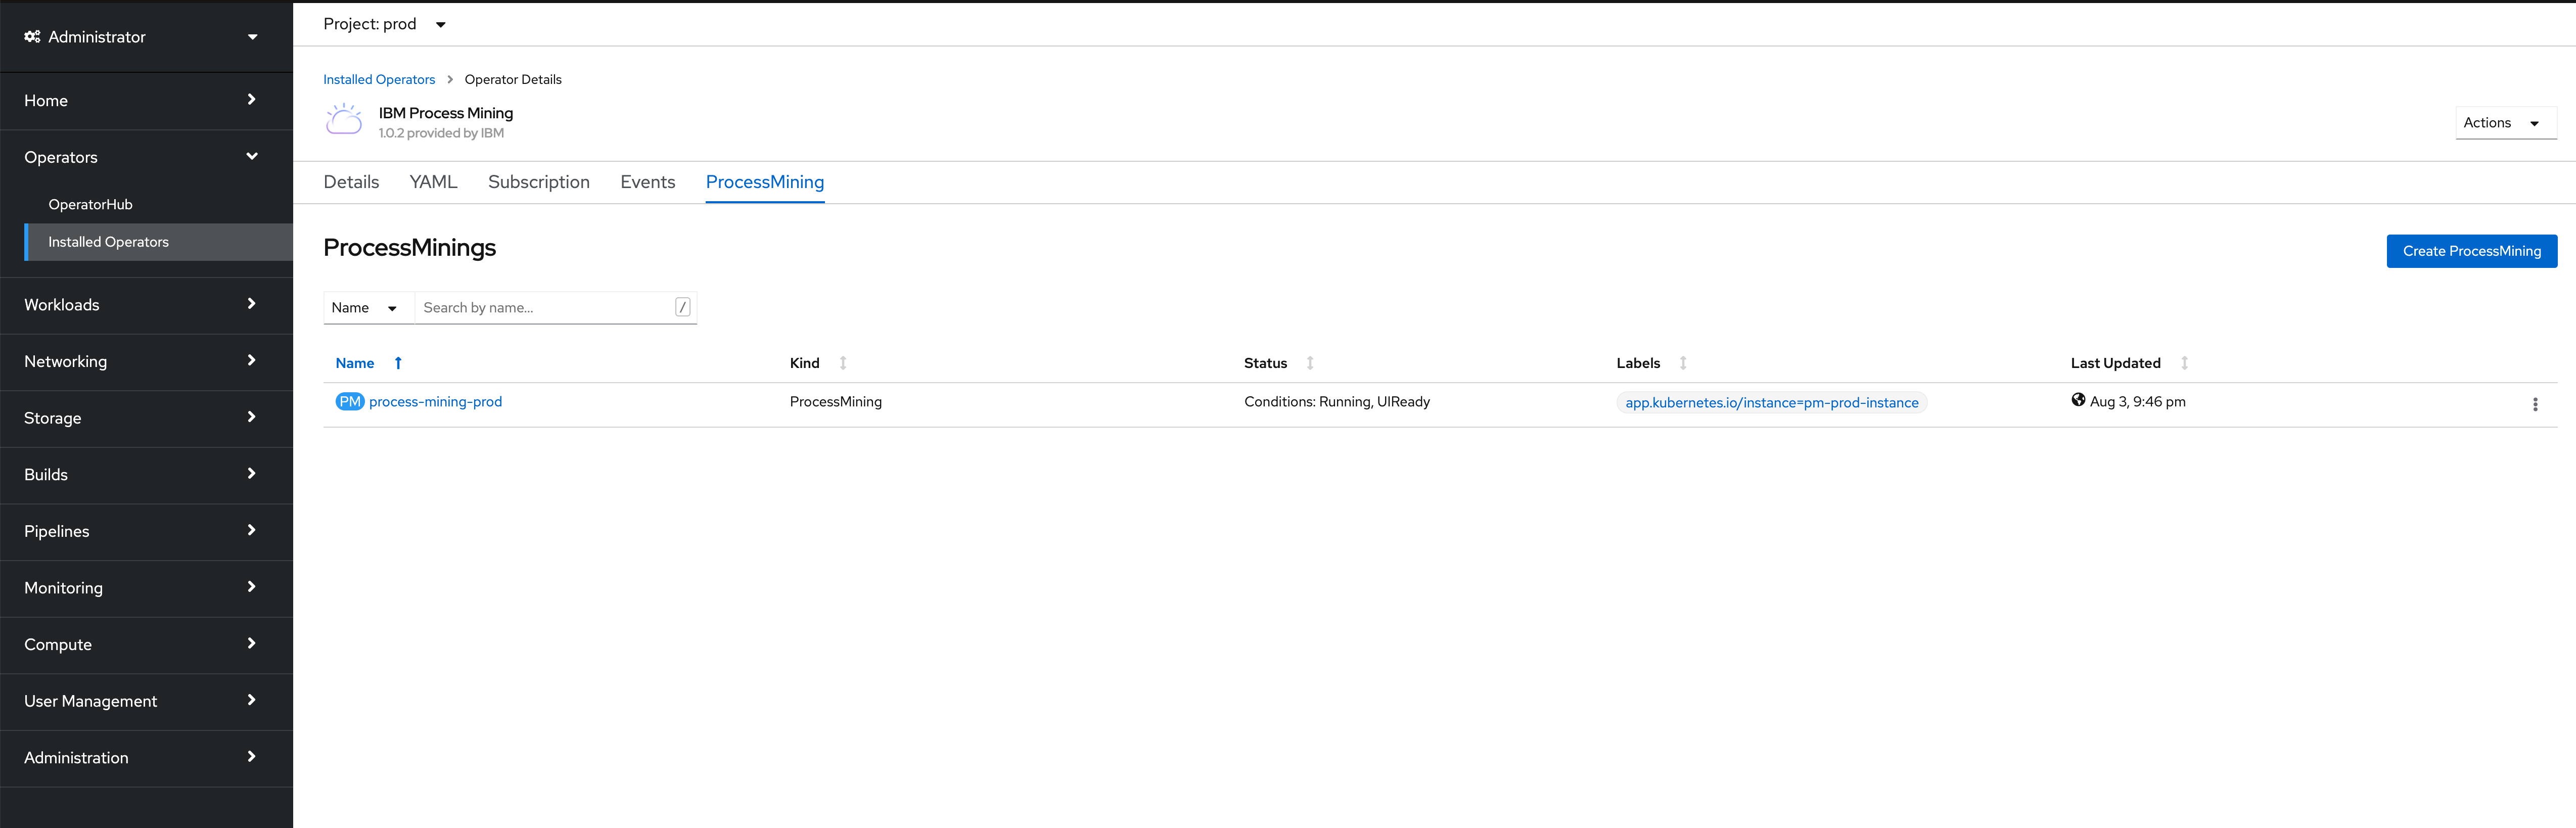 Administrator
Home
Operators
OperatorHub
Installed Operators
Workloads
Networking
Storage
Builds
Pipelines
Monitoring
Compute
User Management
Administration
Project: prod
Installed Operators > Operator Details
IBM Process Mining
1.0.2 provided by IBM
Actions
Details YAML Subscription Events ProcessMining
ProcessMinings
Create ProcessMining
Name Search by name... /
Name Kind Status Labels Last Updated
PM process-mining-prod ProcessMining Conditions: Running, UIReady app.kubernetes.io/instance=pm-prod-instance Aug 3, 9:46 pm